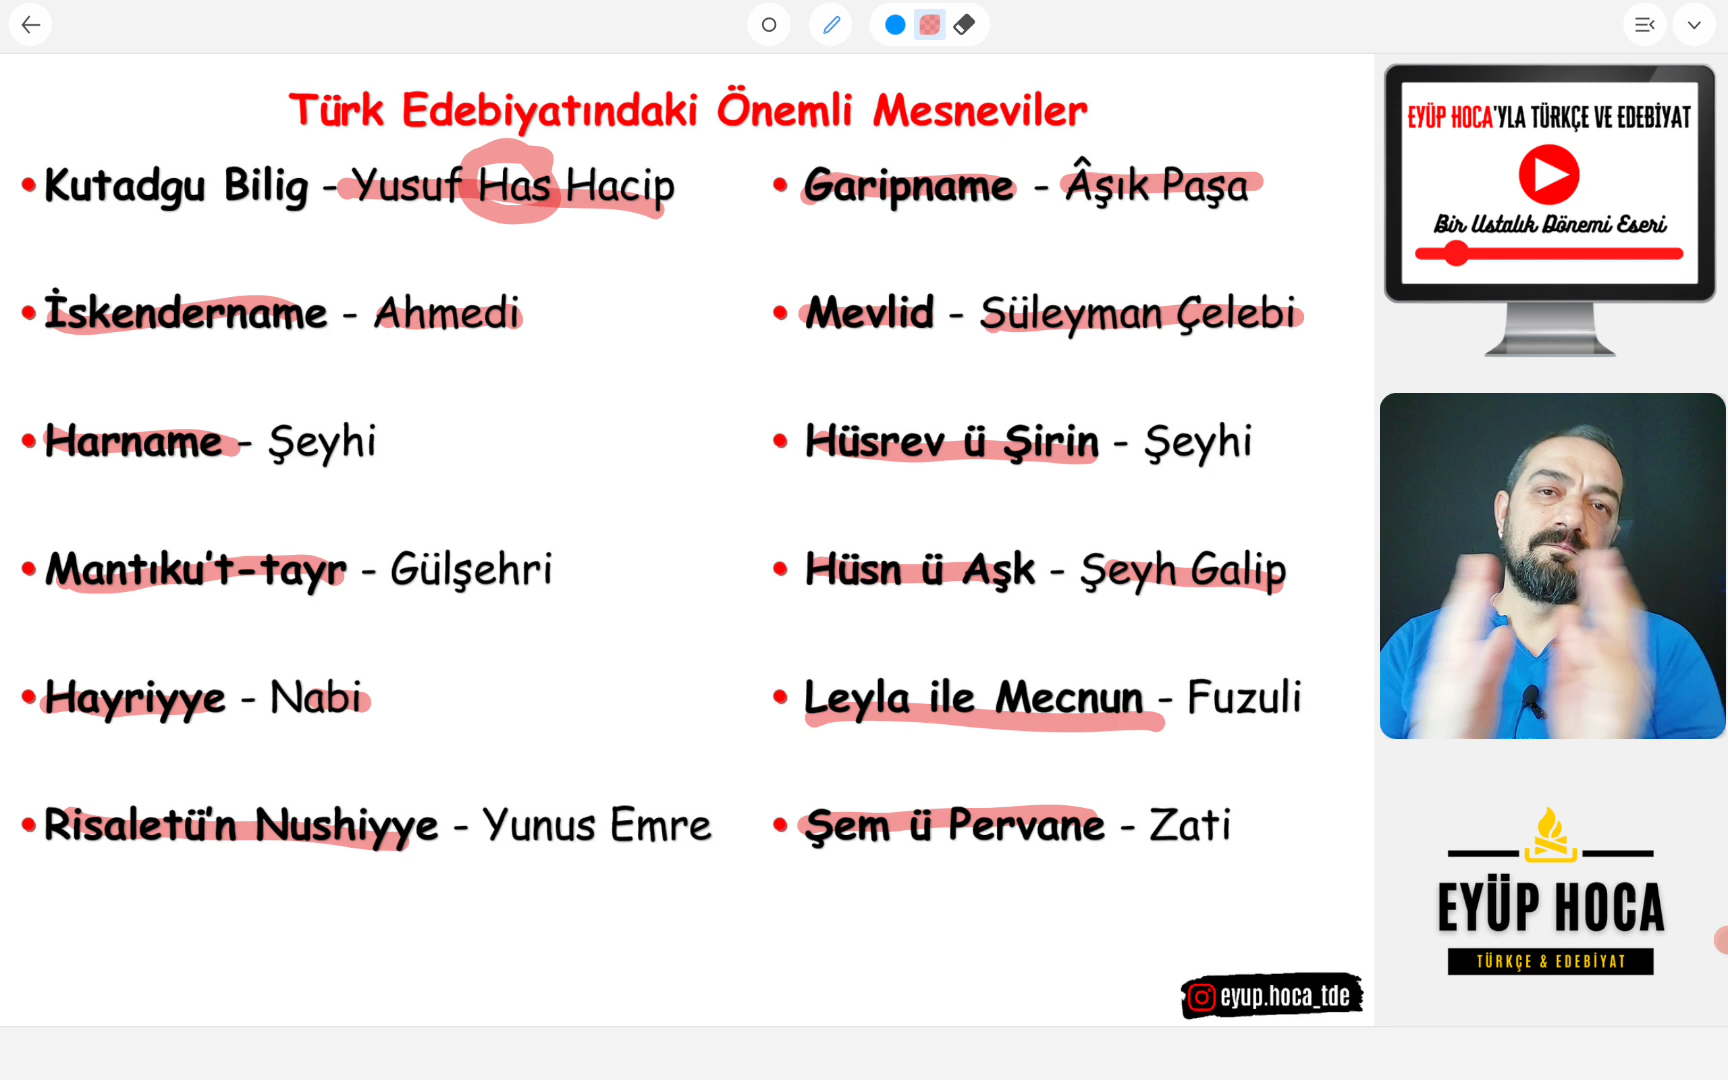 Türk Edebiyatındaki Önemli Mesneviler
• Kutadgu Bilig - Yusuf Has Hacip
• İskendername - Ahmedi
• Harname - Şeyhi
• Mantıku't-tayr - Gülşehri
• Hayriyye - Nabi
• Risaletü'n Nushiyye - Yunus Emre
• Garipname - Âşık Paşa
• Mevlid - Süleyman Çelebi
• Hüsrev ü Şirin - Şeyhi
• Hüsn ü Aşk - Şeyh Galip
• Leyla ile Mecnun - Fuzuli
• Şem ü Pervane - Zati
eyup.hoca_tde
EYÜP HOCA'YLA TÜRKÇE VE EDEBİYAT
Bir Ustalık Dönemi Eseri
EYÜP HOCA
TÜRKÇE & EDEBİYAT